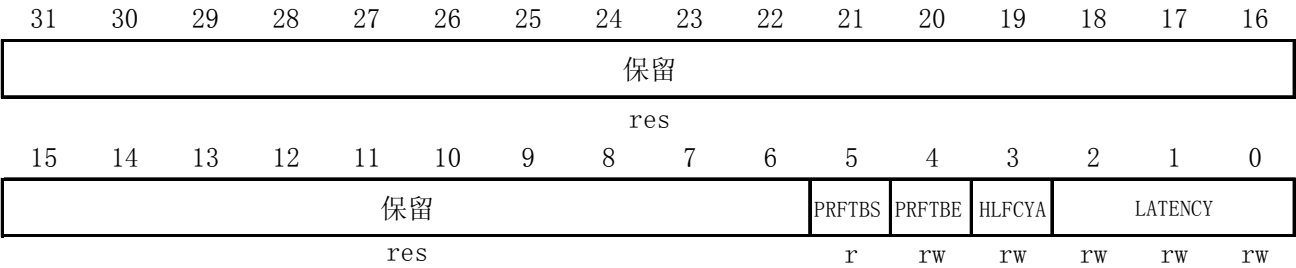 31 30 29 28 27 26 25 24 23 22 21 20 19 18 17 16
保留
res
15 14 13 12 11 10 9 8 7 6 5 4 3 2 1 0
保留 PRFTBS PRFTBE HLFCYA LATENCY
res r rw rw rw rw rw